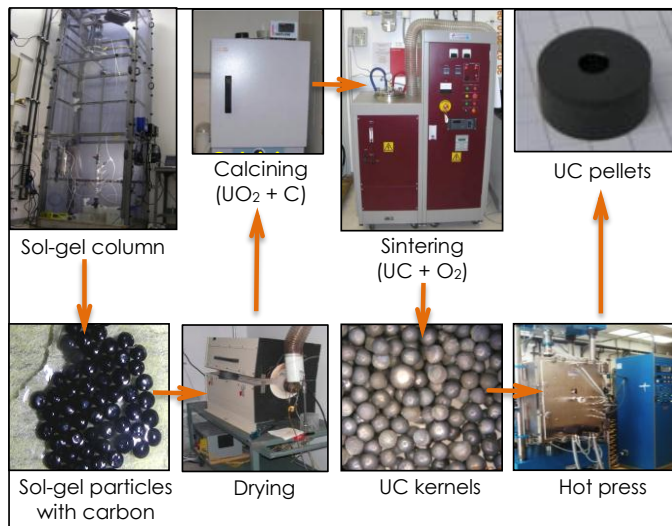 Sol-gel column
Calcining
(UO₂ + C)
Sintering
(UC + O₂)
UC pellets
Sol-gel particles
with carbon
Drying
UC kernels
Hot press